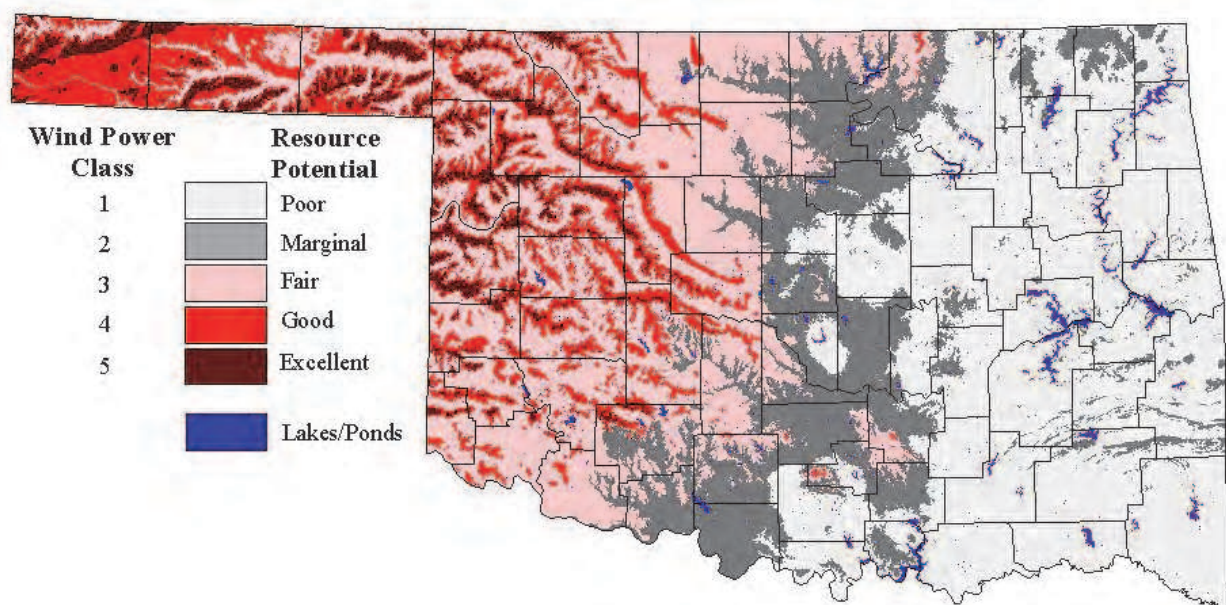 Wind Power Resource
Class Potential
1 Poor
2 Marginal
3 Fair
4 Good
5 Excellent
Lakes/Ponds